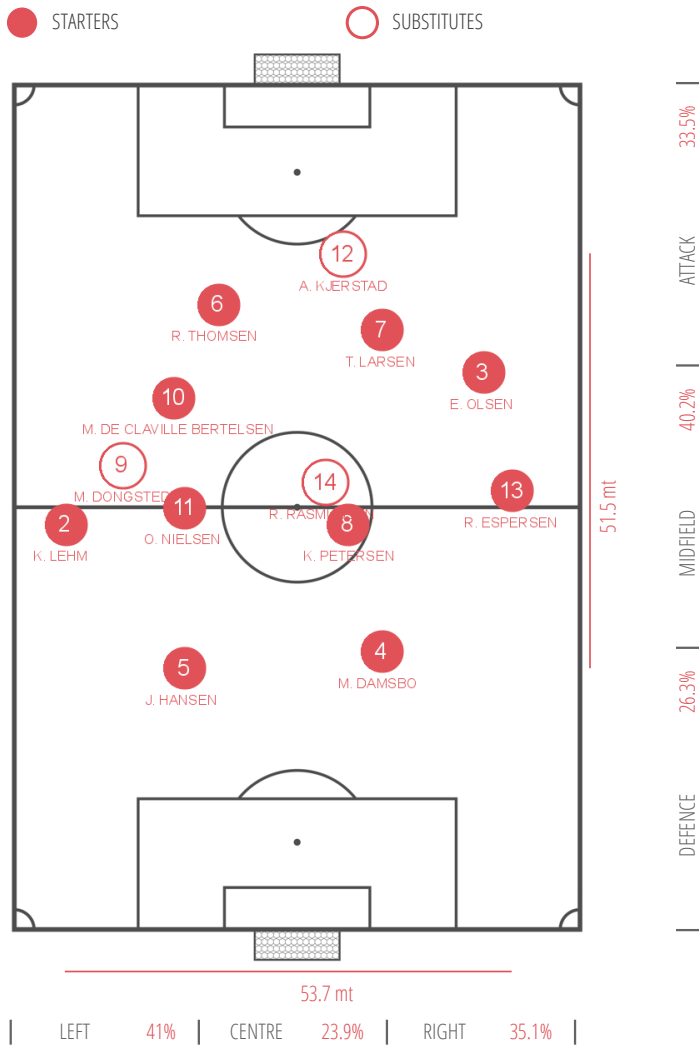 STARTERS
SUBSTITUTES
33.5%
ATTACK
40.2%
MIDFIELD
26.3%
DEFENCE
12
A. KJERSTAD
6
R. THOMSEN
7
T. LARSEN
3
E. OLSEN
10
M. DE CLAVILLE BERTELSEN
9
M. DONGSTED
14
13
R. ESPERSEN
11
O. NIELSEN
2
K. LEHM
8
K. PETERSEN
51.5 mt
4
M. DAMSBO
5
J. HANSEN
53.7 mt
LEFT 41% CENTRE 23.9% RIGHT 35.1%